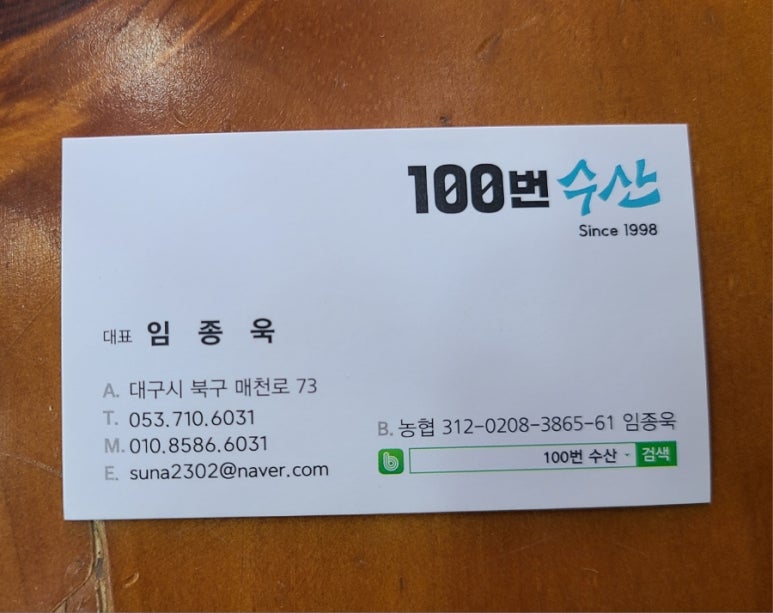 100번 수산
Since 1998
대표 임 종 욱
A. 대구시 북구 매천로 73
T. 053.710.6031
M. 010.8586.6031
E. suna2302@naver.com
B. 농협 312-0208-3865-61 임종욱
b 100번 수산 검색